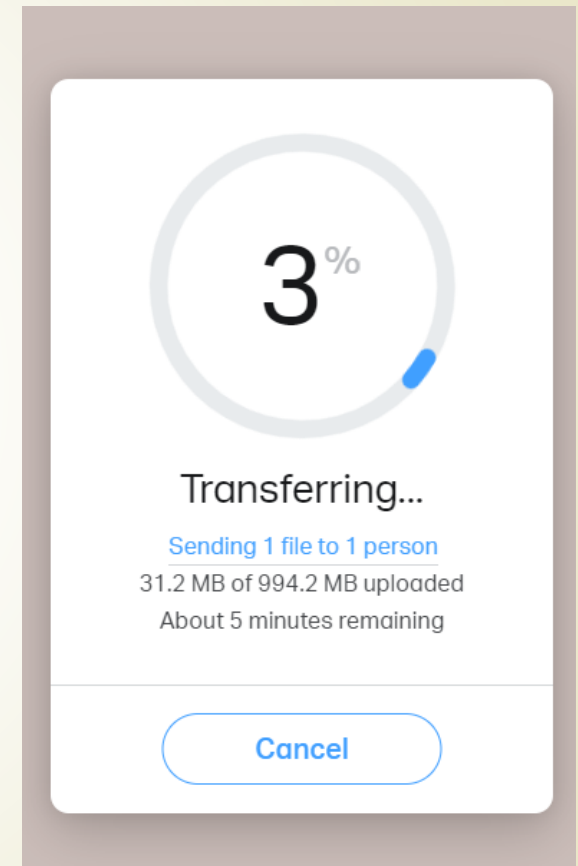 3%
Transferring...
Sending 1 file to 1 person
31.2 MB of 994.2 MB uploaded
About 5 minutes remaining
Cancel